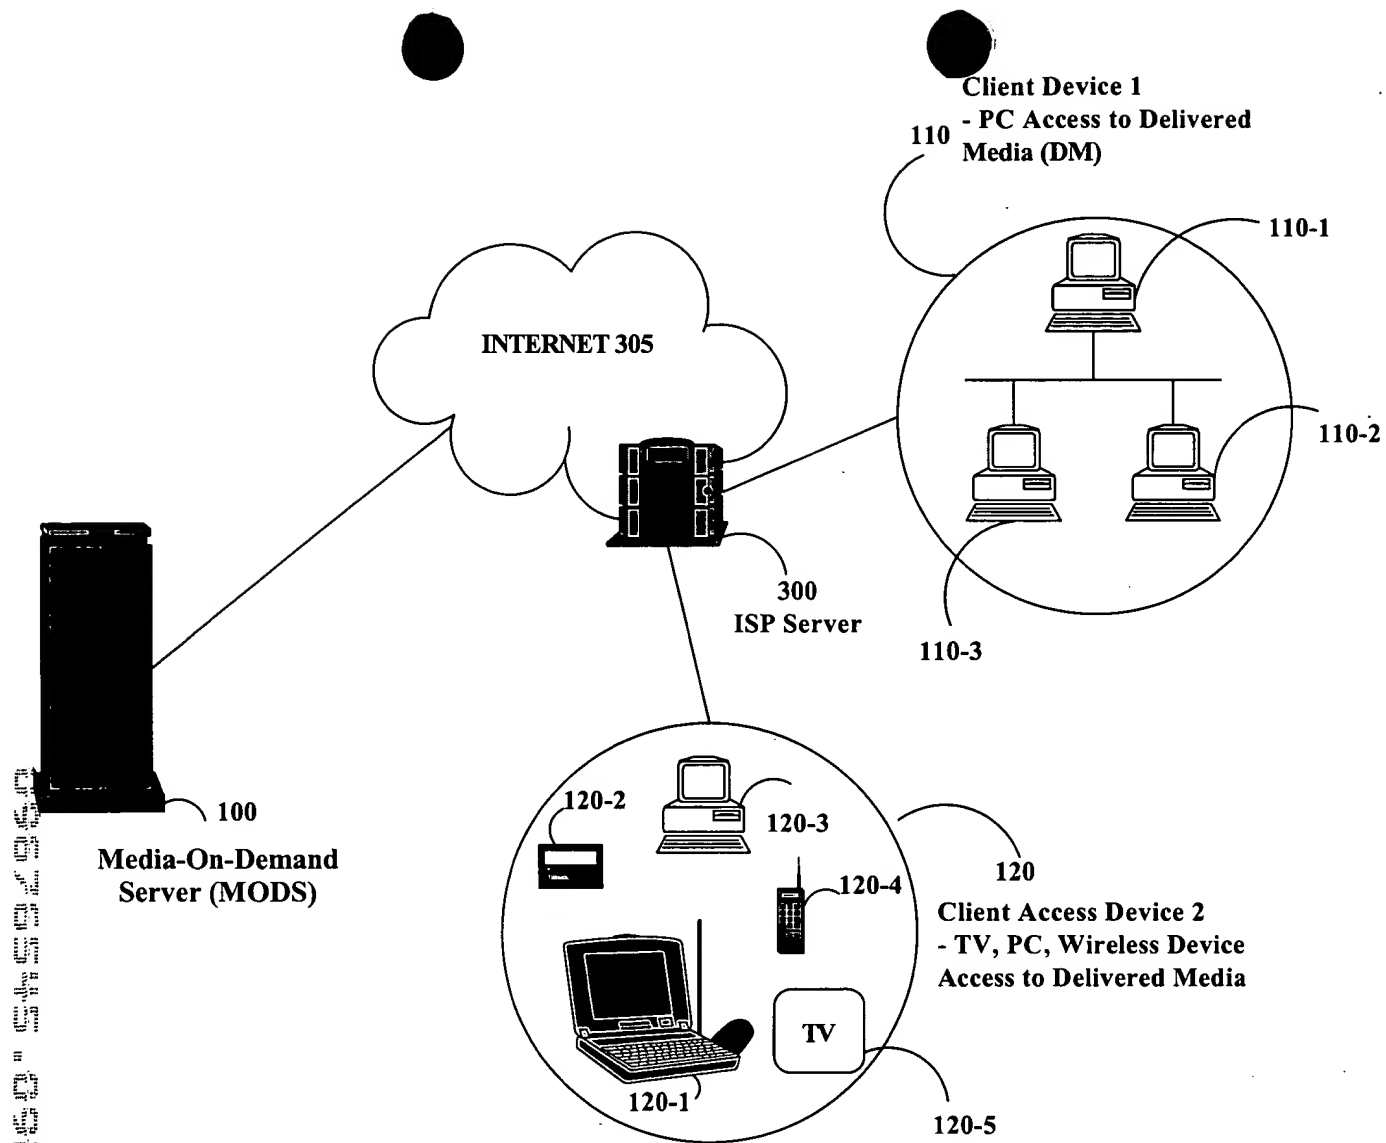 Client Device 1
- PC Access to Delivered
Media (DM)
110
110-1
INTERNET 305
110-2
300
ISP Server
110-3
100
Media-On-Demand
Server (MODS)
120-2
120-3
120-4
120
Client Access Device 2
- TV, PC, Wireless Device
Access to Delivered Media
TV
120-1
120-5